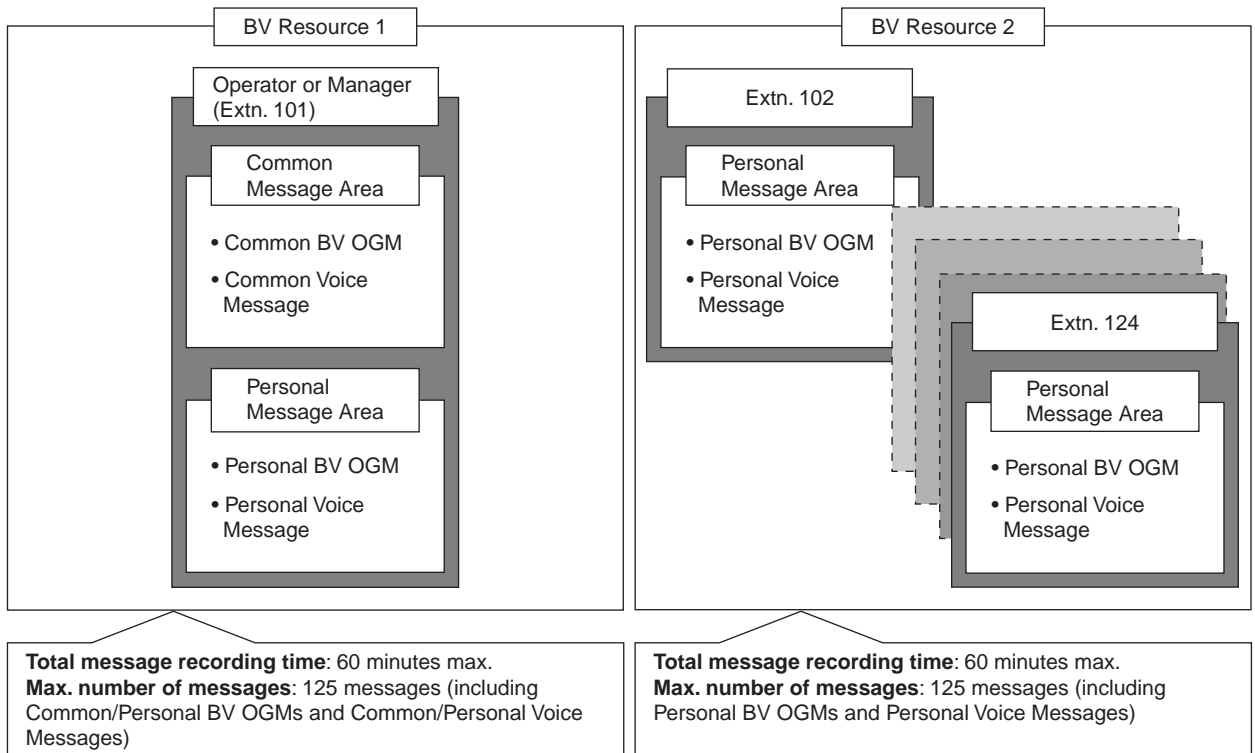 BV Resource 1
Operator or Manager
(Extn. 101)
Common
Message Area
• Common BV OGM
• Common Voice
Message
Personal
Message Area
• Personal BV OGM
• Personal Voice
Message
Total message recording time: 60 minutes max.
Max. number of messages: 125 messages (including
Common/Personal BV OGMs and Common/Personal Voice
Messages)
BV Resource 2
Extn. 102
Personal
Message Area
• Personal BV OGM
• Personal Voice
Message
Extn. 124
Personal
Message Area
• Personal BV OGM
• Personal Voice
Message
Total message recording time: 60 minutes max.
Max. number of messages: 125 messages (including
Personal BV OGMs and Personal Voice Messages)